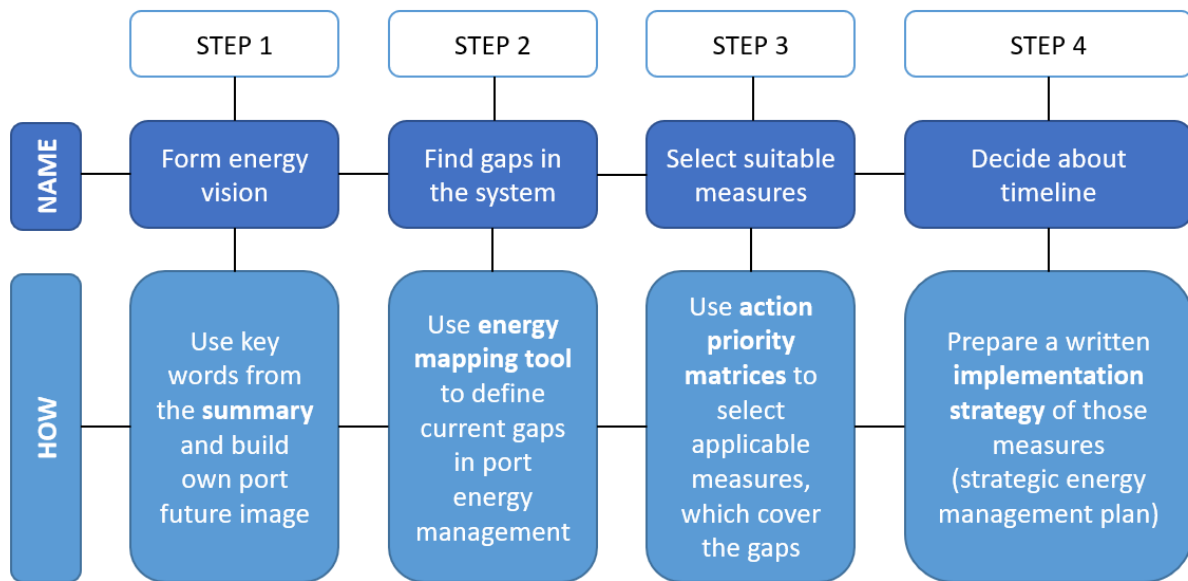 STEP 1
STEP 2
STEP 3
STEP 4
NAME
Form energy
vision
Find gaps in
the system
Select suitable
measures
Decide about
timeline
HOW
Use key
words from
the summary
and build
own port
future image
Use energy
mapping tool
to define
current gaps
in port
energy
management
Use action
priority
matrices to
select
applicable
measures,
which cover
the gaps
Prepare a written
implementation
strategy of those
measures
(strategic energy
management plan)